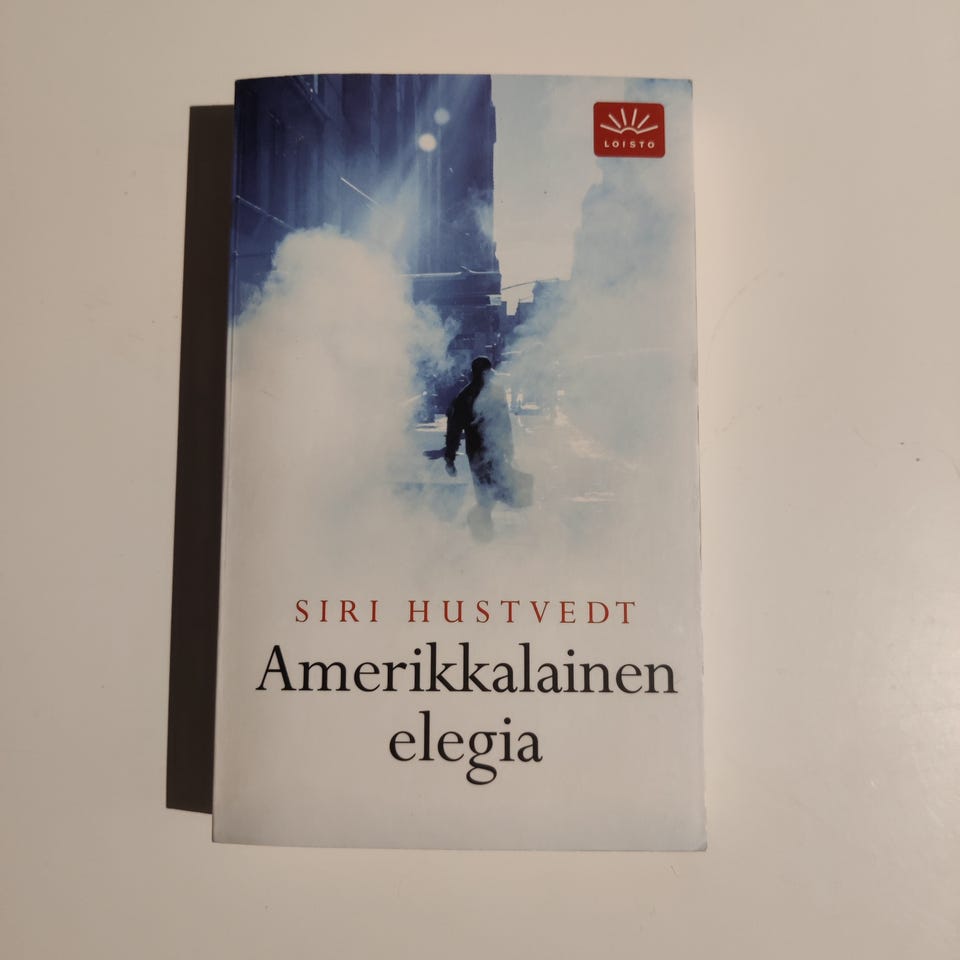 LOISTO
SIRI HUSTVEDT
Amerikkalainen
elegia